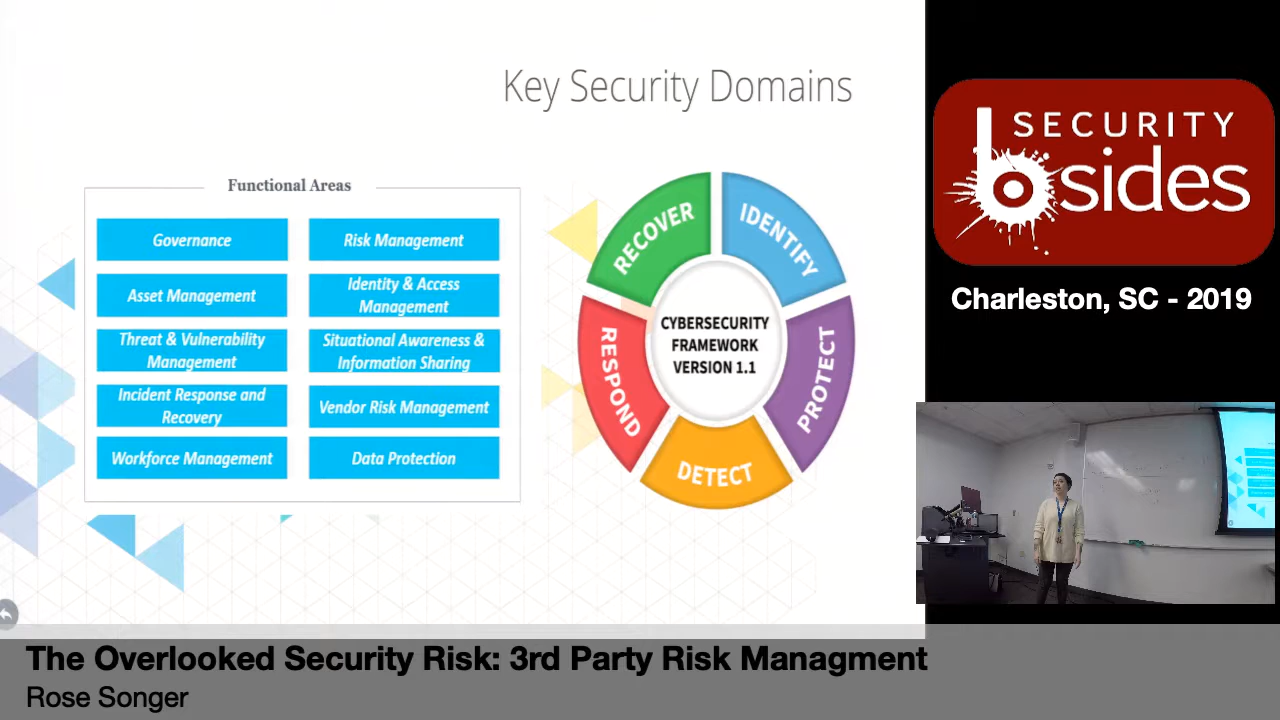 Key Security Domains
Functional Areas
Governance
Risk Management
Asset Management
Identity & Access
Management
Threat & Vulnerability
Management
Situational Awareness &
Information Sharing
Incident Response and
Recovery
Vendor Risk Management
Workforce Management
Data Protection
IDENTIFY
PROTECT
DETECT
RESPOND
RECOVER
CYBERSECURITY
FRAMEWORK
VERSION 1.1
SECURITY
bsides
Charleston, SC - 2019
The Overlooked Security Risk: 3rd Party Risk Managment
Rose Songer